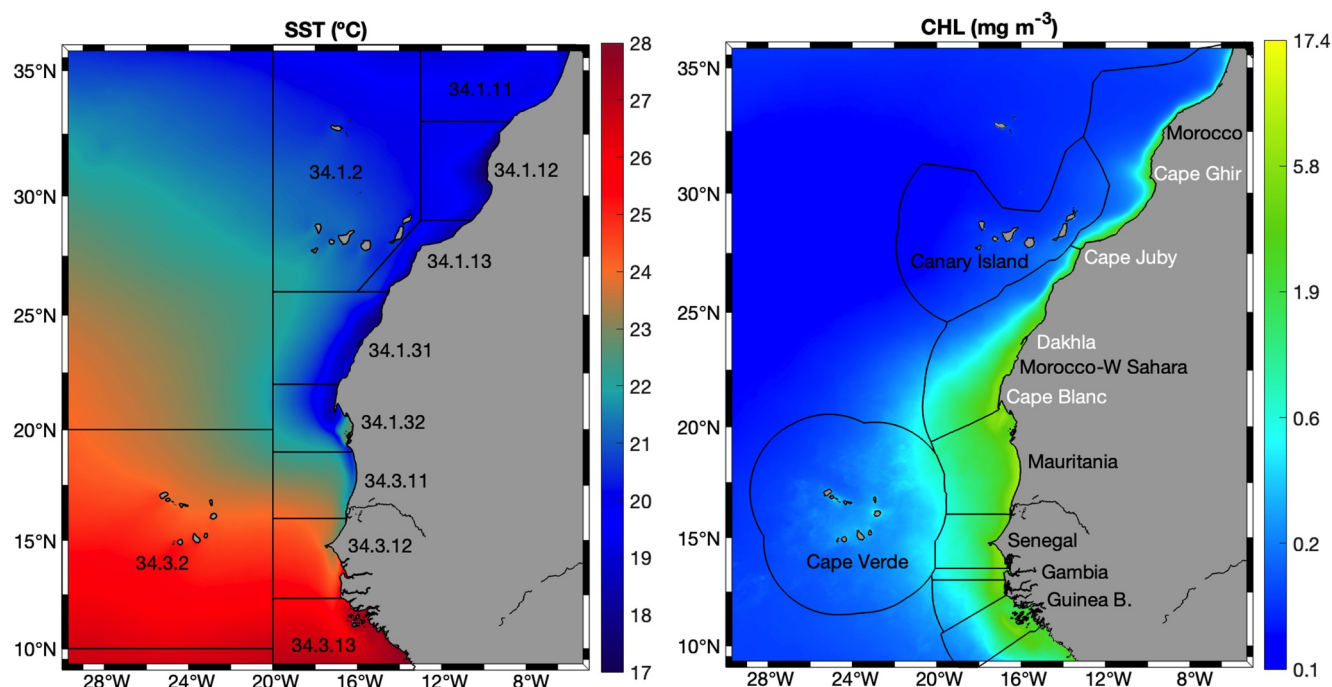 SST (ºC)
35°N
30°N
25°N
20°N
15°N
10°N
28°W
24°W
20°W
16°W
12°W
8°W
34.1.11
34.1.2
34.1.12
34.1.13
34.1.31
34.1.32
34.3.11
34.3.12
34.3.2
34.3.13
28
27
26
25
24
23
22
21
20
19
18
17
CHL (mg m-3)
35°N
30°N
25°N
20°N
15°N
10°N
28°W
24°W
20°W
16°W
12°W
8°W
Morocco
Cape Ghir
Canary Island
Cape Juby
Dakhla
Morocco-W Sahara
Cape Blanc
Mauritania
Senegal
Cape Verde
Gambia
Guinea B.
17.4
5.8
1.9
0.6
0.2
0.1